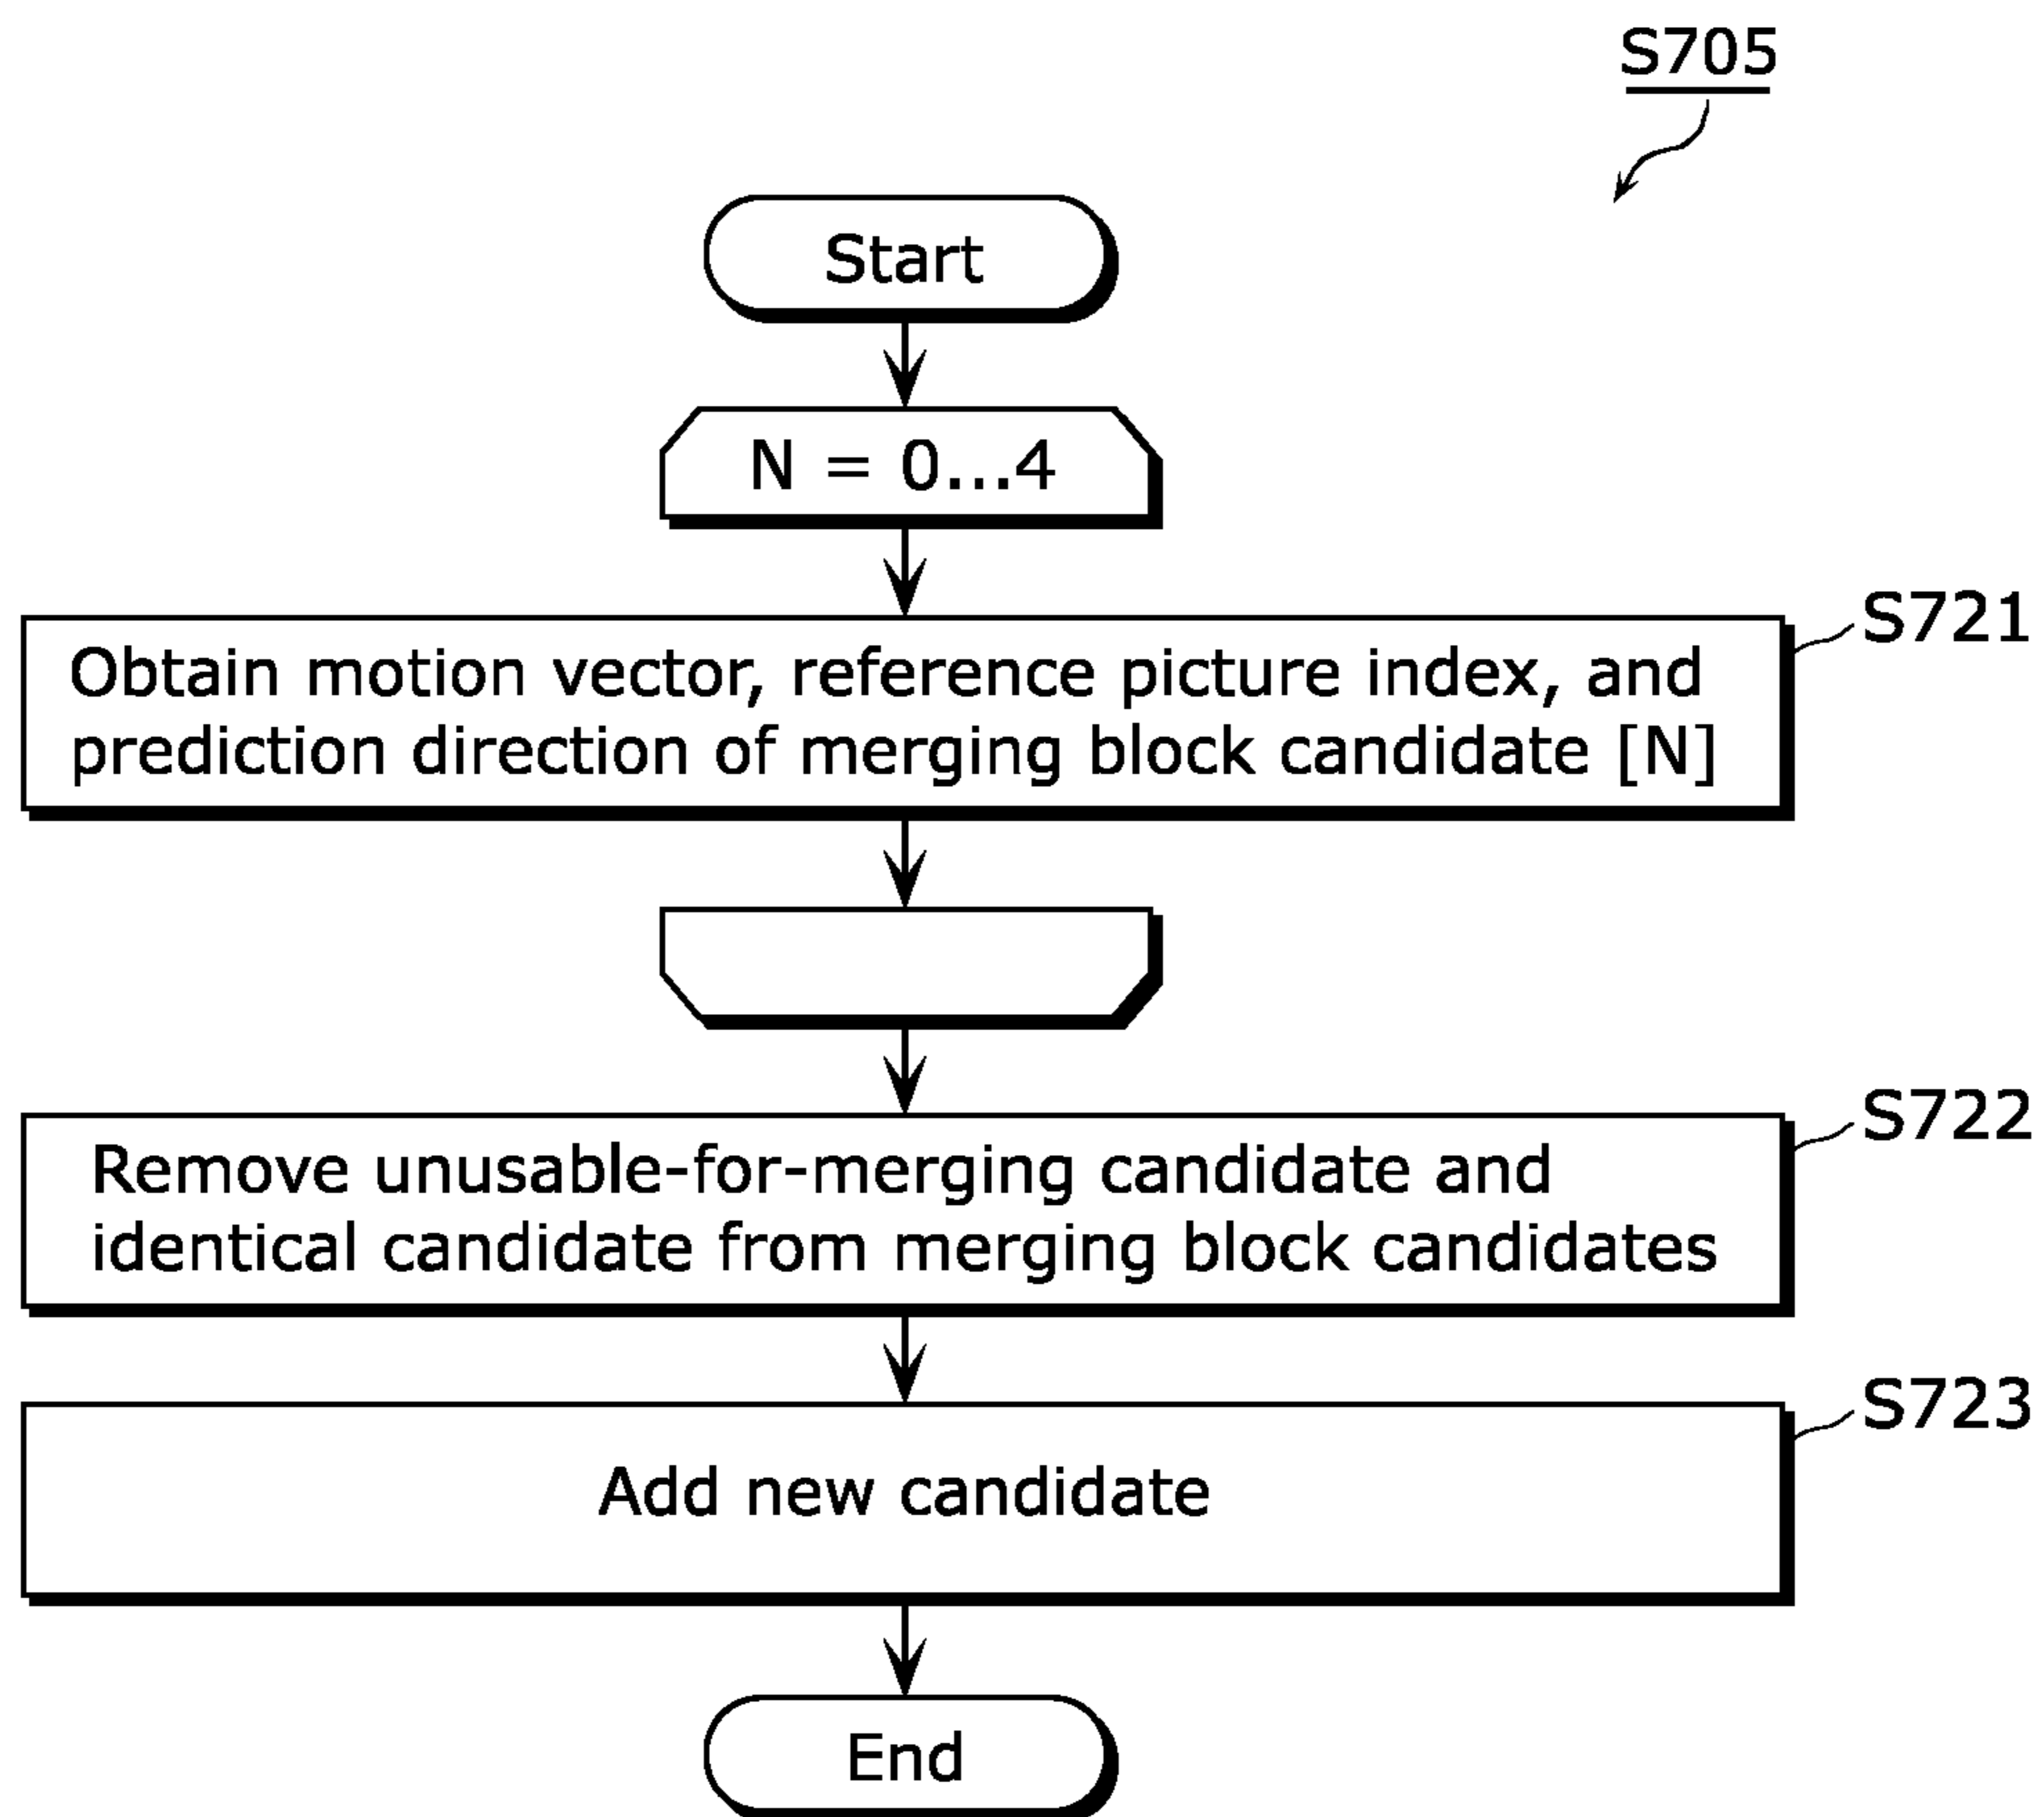 S705
Start
N = 0...4
S721
Obtain motion vector, reference picture index, and
prediction direction of merging block candidate [N]
S722
Remove unusable-for-merging candidate and
identical candidate from merging block candidates
S723
Add new candidate
End